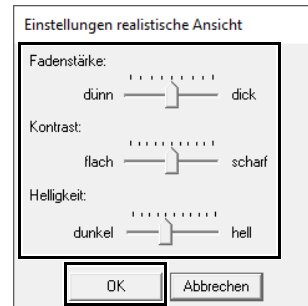 Einstellungen realistische Ansicht
Fadenstärke:
dünn dick
Kontrast:
flach scharf
Helligkeit:
dunkel hell
OK Abbrechen